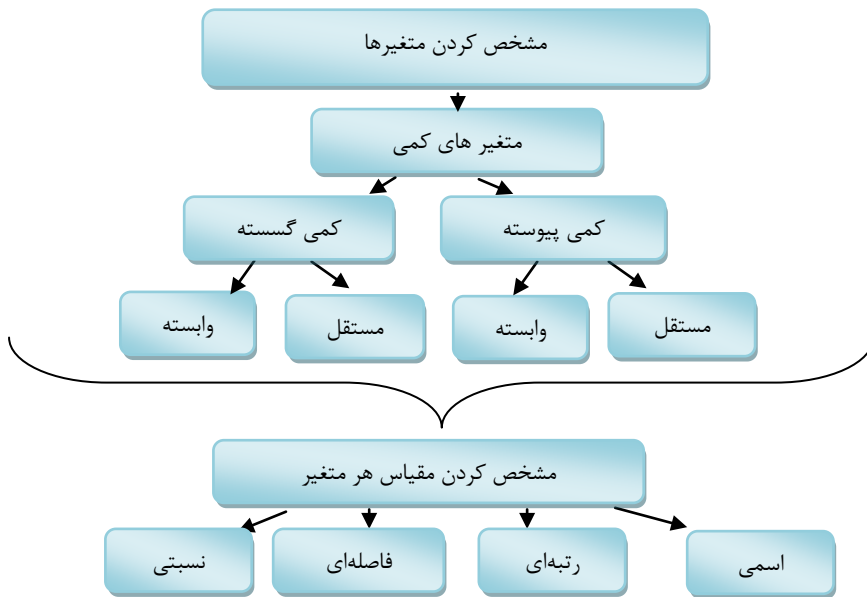 مشخص کردن متغیرها
متغیر های کمی
کمی پیوسته
کمی گسسته
مستقل
وابسته
مستقل
وابسته
مشخص کردن مقیاس هر متغیر
اسمی
رتبه‌ای
فاصله‌ای
نسبتی